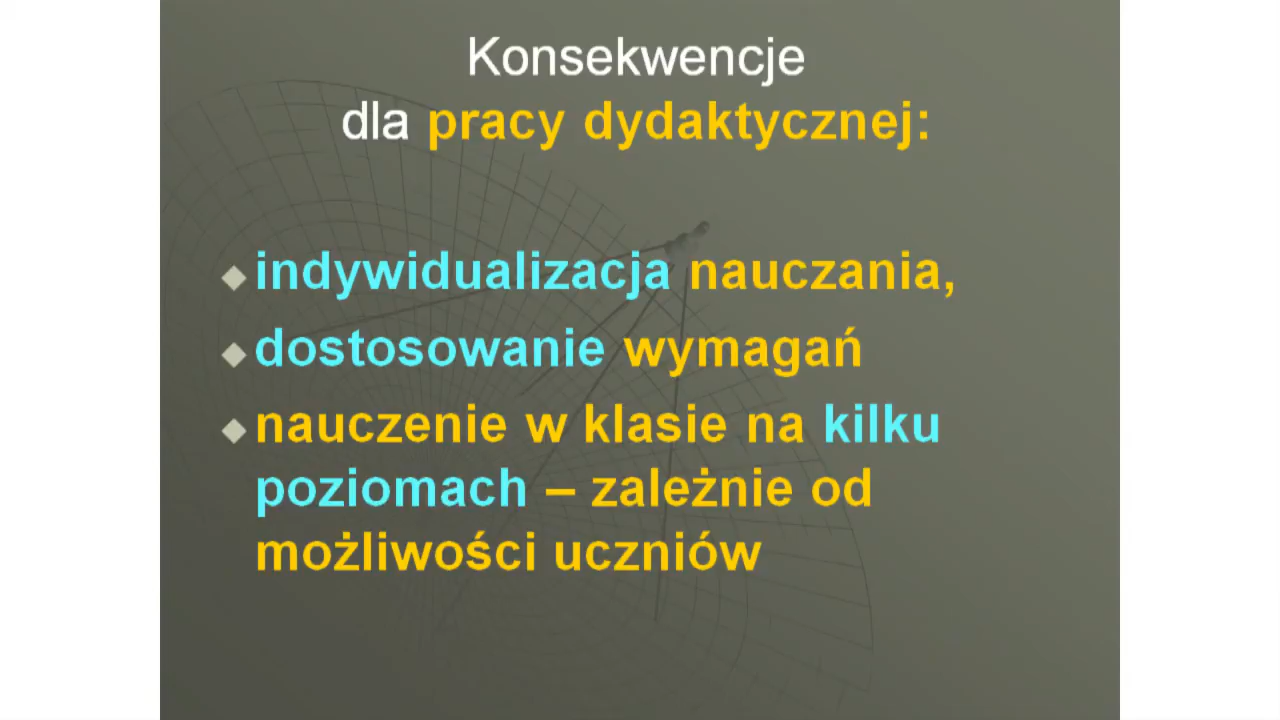 Konsekwencje
dla pracy dydaktycznej:
indywidualizacja nauczania,
dostosowanie wymagań
nauczenie w klasie na kilku
poziomach – zależnie od
możliwości uczniów